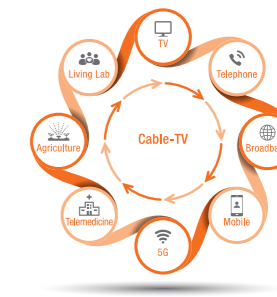 TV
Living Lab
Telephone
Cable-TV
Agriculture
Broadba
Telemedicine
Mobile
5G